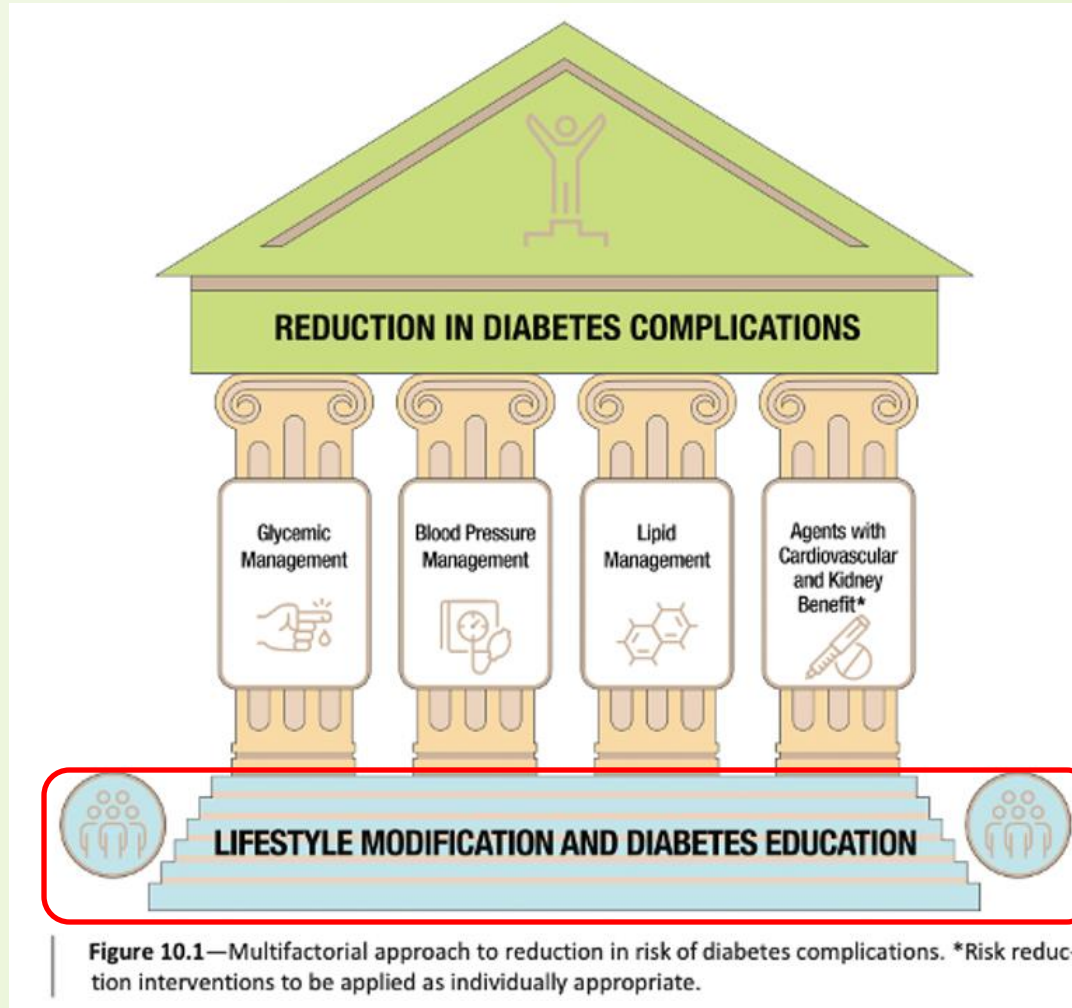 REDUCTION IN DIABETES COMPLICATIONS
Glycemic
Management
Blood Pressure
Management
Lipid
Management
Agents with
Cardiovascular
and Kidney
Benefit*
LIFESTYLE MODIFICATION AND DIABETES EDUCATION
Figure 10.1—Multifactorial approach to reduction in risk of diabetes complications. *Risk reduc-
tion interventions to be applied as individually appropriate.